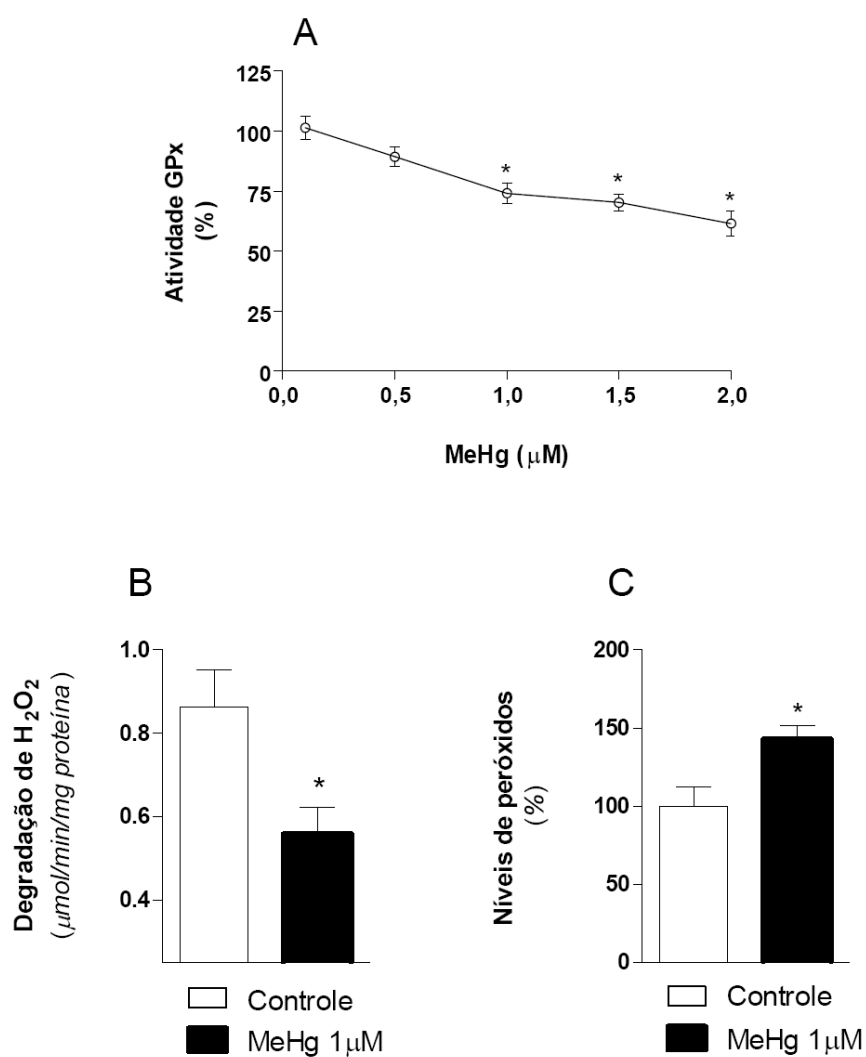 A
Atividade GPx
(%)
125
100
75
50
25
0
*
*
*
0,0
0,5
1,0
1,5
2,0
MeHg (μM)
B
Degradação de H₂O₂
(μmol/min/mg proteína)
1.0
0.8
0.6
0.4
*
Controle
MeHg 1μM
C
Níveis de peróxidos
(%)
200
150
100
50
0
*
Controle
MeHg 1μM